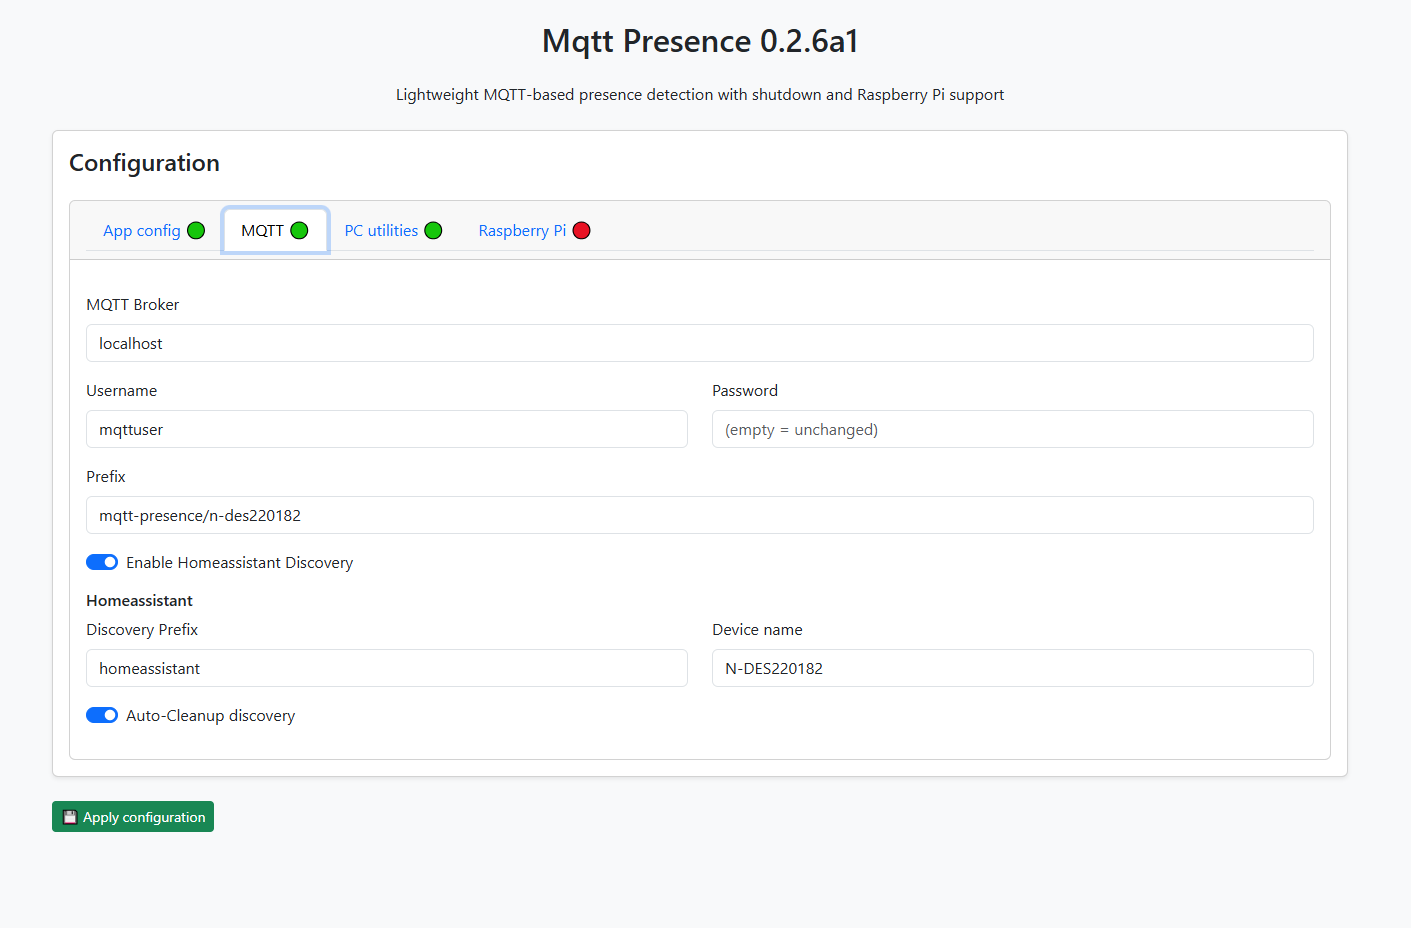 Mqtt Presence 0.2.6a1
Lightweight MQTT-based presence detection with shutdown and Raspberry Pi support
Configuration
App config MQTT PC utilities Raspberry Pi
MQTT Broker
localhost
Username Password
mqttuser (empty = unchanged)
Prefix
mqtt-presence/n-des220182
Enable Homeassistant Discovery
Homeassistant
Discovery Prefix Device name
homeassistant N-DES220182
Auto-Cleanup discovery
Apply configuration